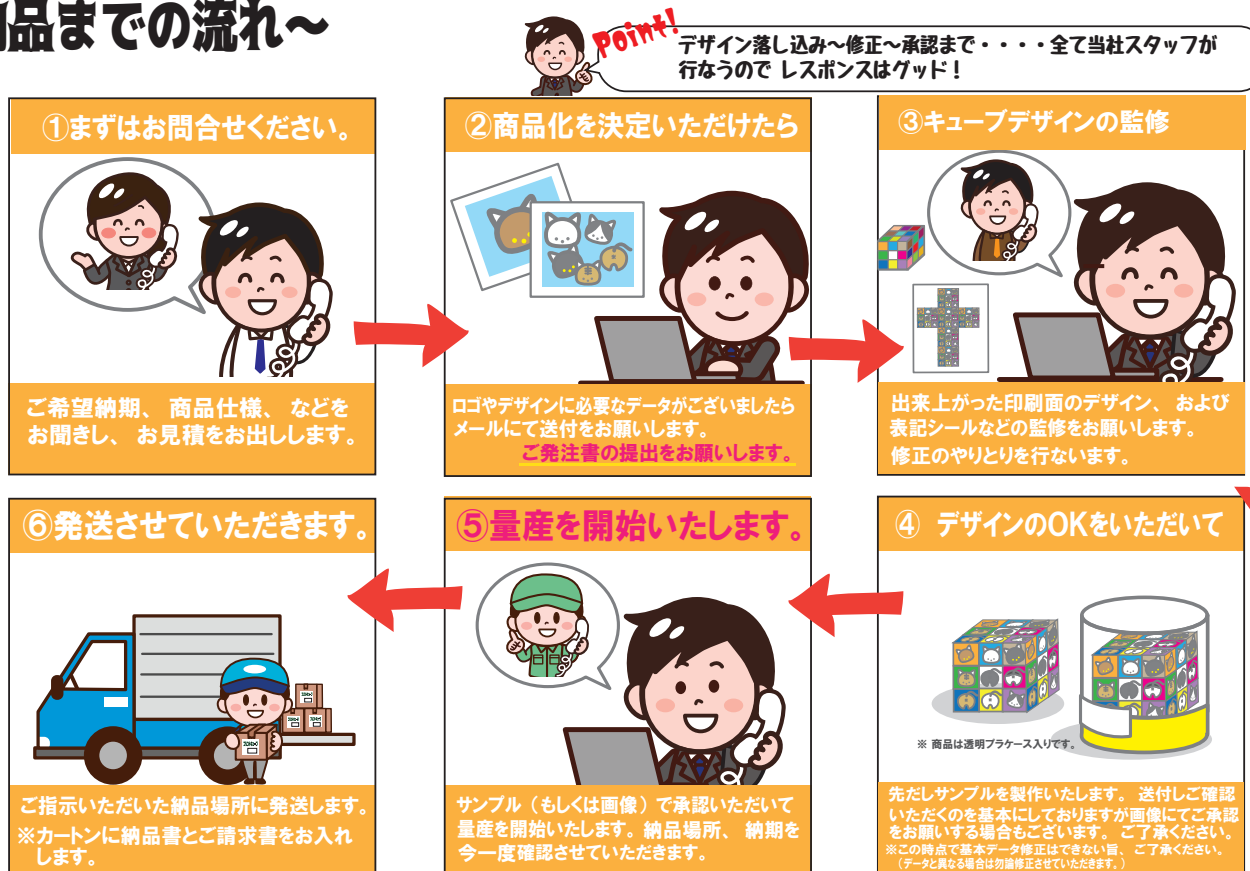 納品までの流れ～
Point!
デザイン落し込み～修正～承認まで・・・・全て当社スタッフが
行なうので レスポンスはグッド！
①まずはお問合せください。
ご希望納期、 商品仕様、 などを
お聞きし、 お見積をお出しします。
②商品化を決定いただけたら
ロゴやデザインに必要なデータがございましたら
メールにて送付をお願いします。
ご発注書の提出をお願いします。
③キューブデザインの監修
出来上がった印刷面のデザイン、 および
表記シールなどの監修をお願いします。
修正のやりとりを行ないます。
④ デザインのOKをいただいて
※ 商品は透明プラケース入りです。
先だしサンプルを製作いたします。 送付しご確認
いただくのを基本にしておりますが画像にてご承認
をお願いする場合もございます。 ご了承ください。
※この時点で基本データ修正はできない旨、 ご了承ください。
（データと異なる場合は勿論修正させていただきます。）
⑤量産を開始いたします。
サンプル （もしくは画像） で承認いただいて
量産を開始いたします。 納品場所、 納期を
今一度確認させていただきます。
⑥発送させていただきます。
ご指示いただいた納品場所に発送します。
※カートンに納品書とご請求書をお入れ
します。